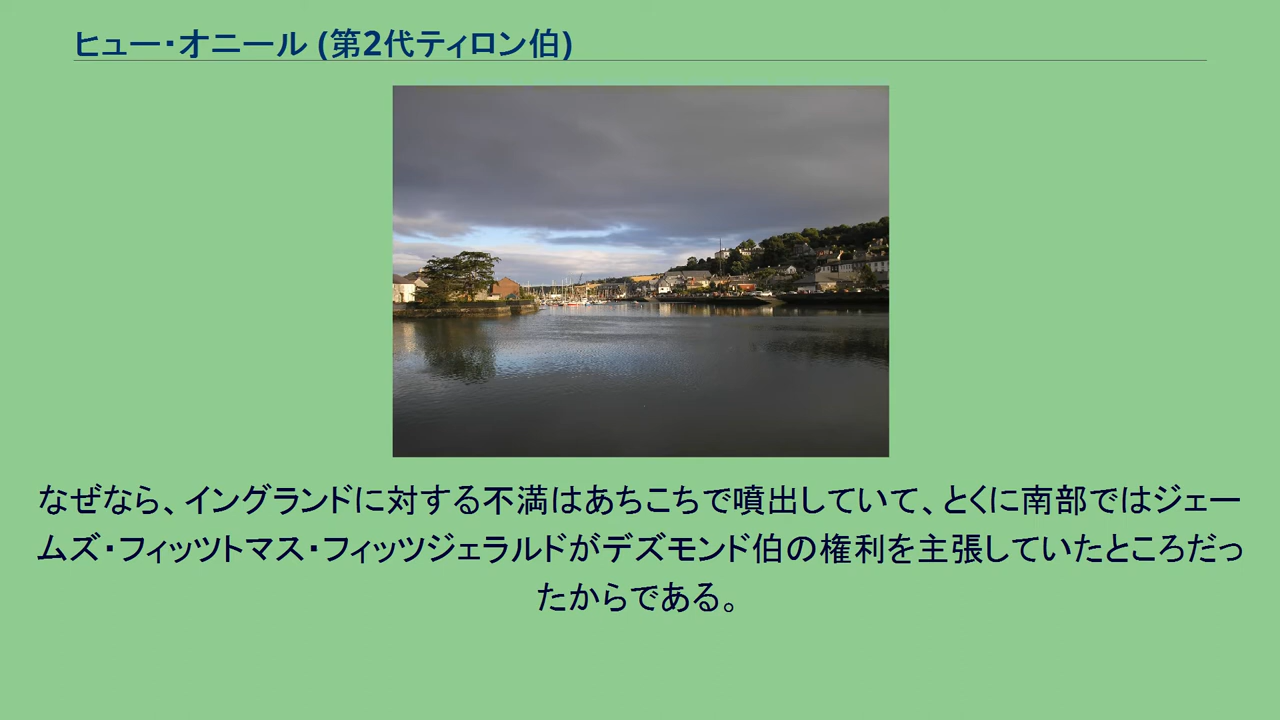 ヒュー・オニール (第2代ティロン伯)
なぜなら、イングランドに対する不満はあちこちで噴出していて、とくに南部ではジェー
ムズ・フィッツトマス・フィッツジェラルドがデズモンド伯の権利を主張していたところだっ
たからである。